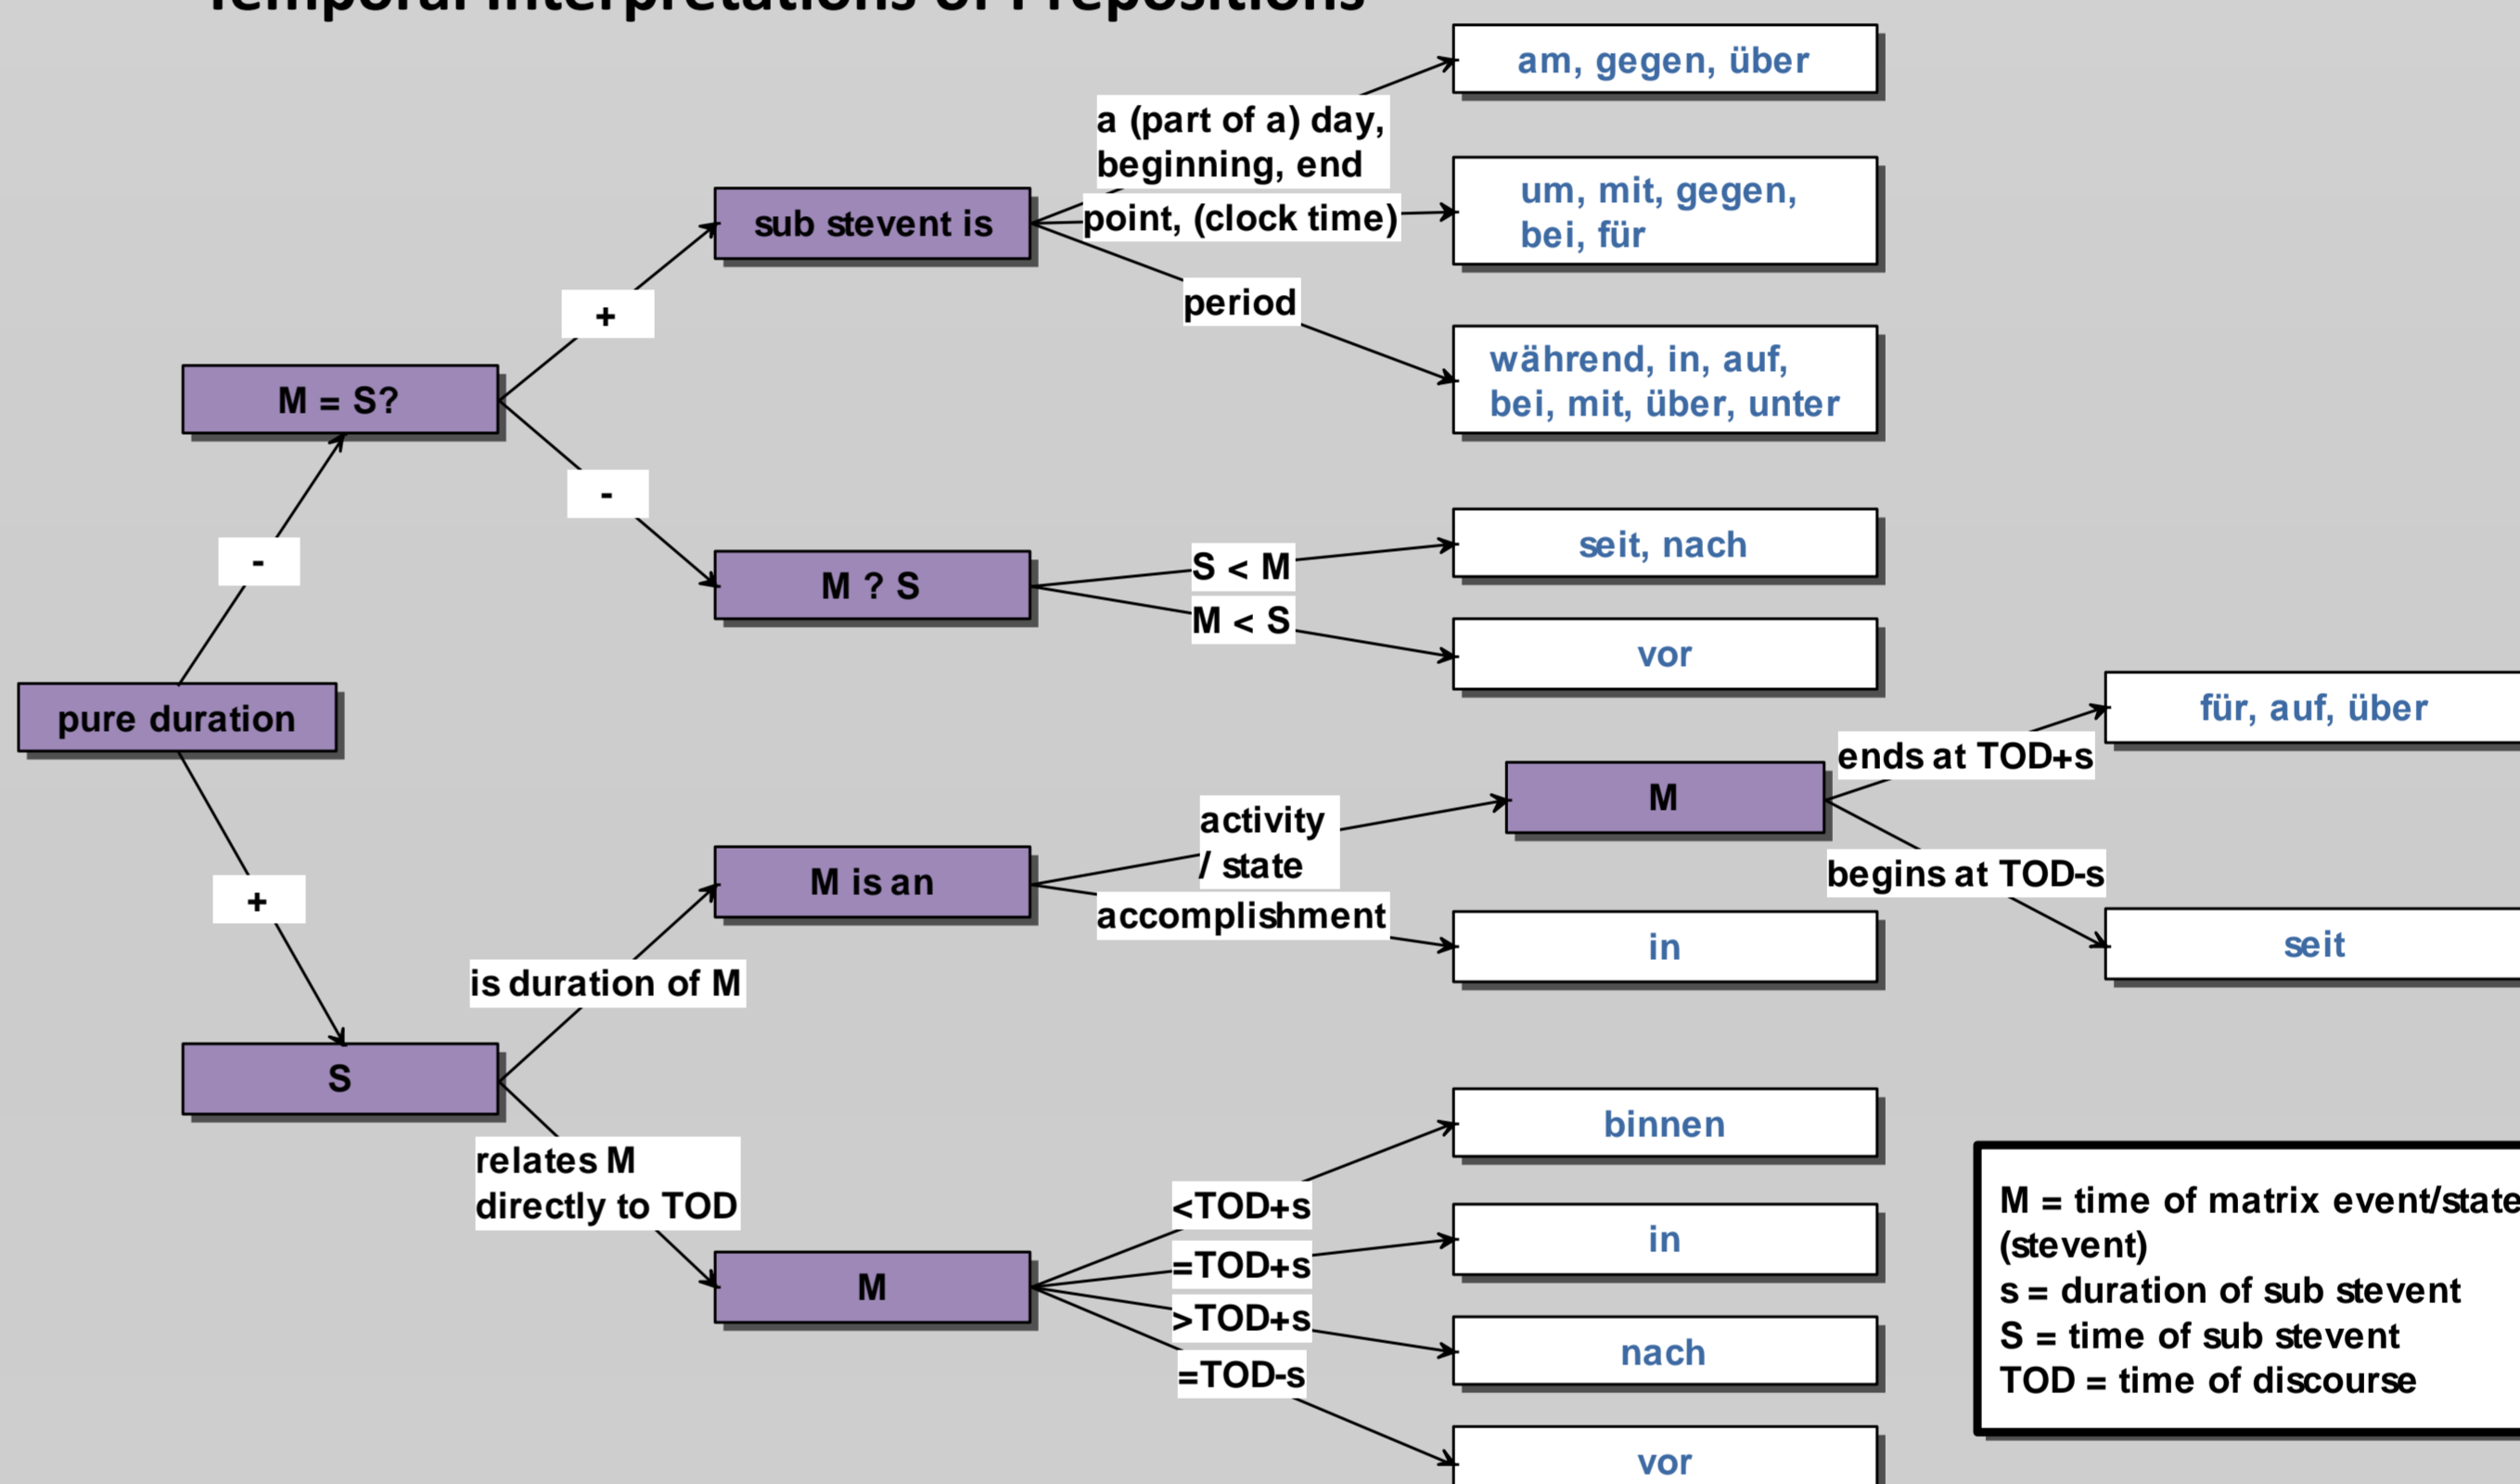 Temporal Interpretations of Prepositions
am, gegen, über
a (part of a) day,
beginning, end
um, mit, gegen,
bei, für
sub stevent is
point, (clock time)
period
+
während, in, auf,
bei, mit, über, unter
M = S?
-
seit, nach
-
S < M
M ? S
M < S
vor
pure duration
für, auf, über
ends at TOD+s
M
activity
/ state
begins at TOD-s
M is an
accomplishment
+
in
seit
is duration of M
S
binnen
relates M
directly to TOD
<TOD+s
in
=TOD+s
M
>TOD+s
nach
=TOD-s
vor
M = time of matrix event/state
(stevent)
s = duration of sub stevent
S = time of sub stevent
TOD = time of discourse